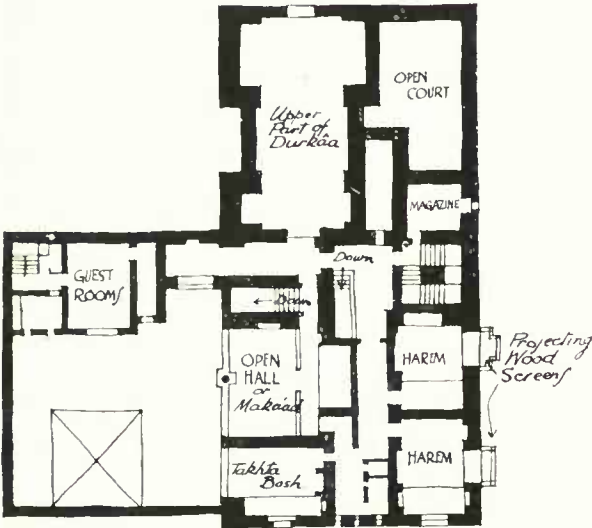 Upper
Part of
Durkâa
OPEN
COURT
MAGAZINE
GUEST
ROOMS
Down
Down
OPEN
HALL
or
Makáad
HAREM
Projecting
Wood
Screens
Takhta
Bosh
HAREM